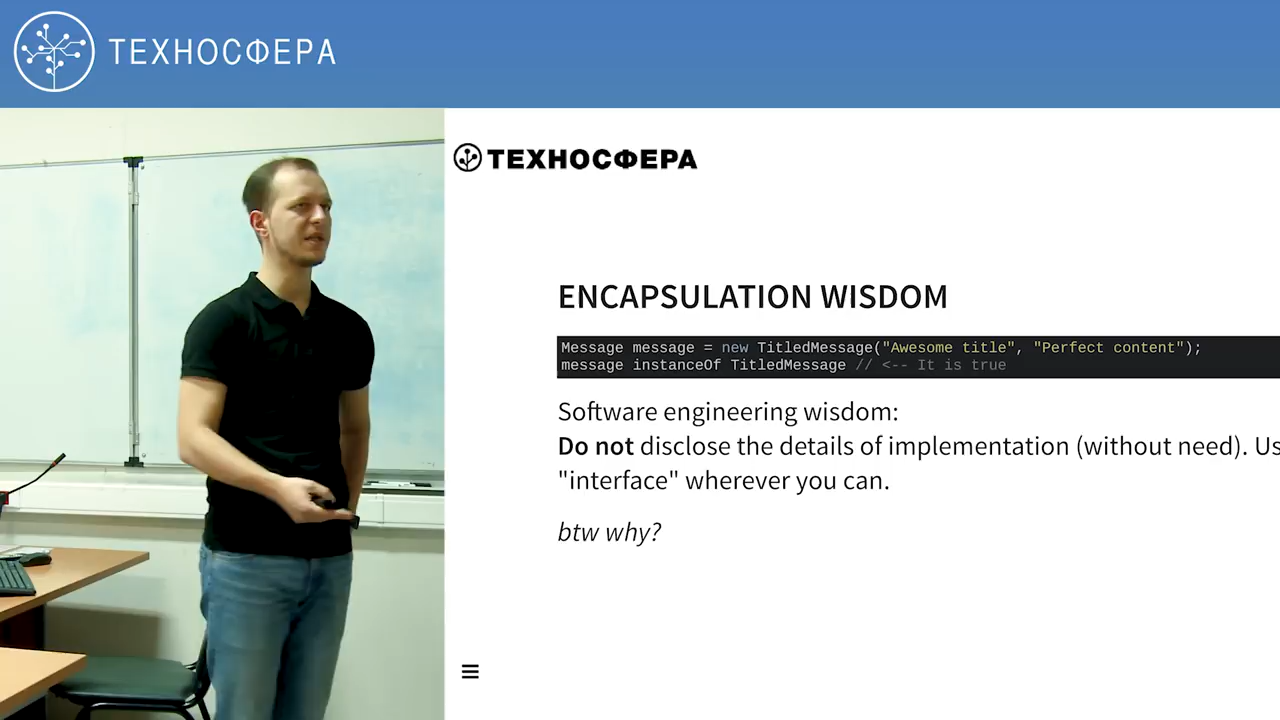 ТЕХНОСФЕРА
ТЕХНОСФЕРА
ENCAPSULATION WISDOM
Message message = new TitledMessage("Awesome title", "Perfect content");
message instanceOf TitledMessage // <-- It is true
Software engineering wisdom:
Do not disclose the details of implementation (without need). Us
"interface" wherever you can.
btw why?